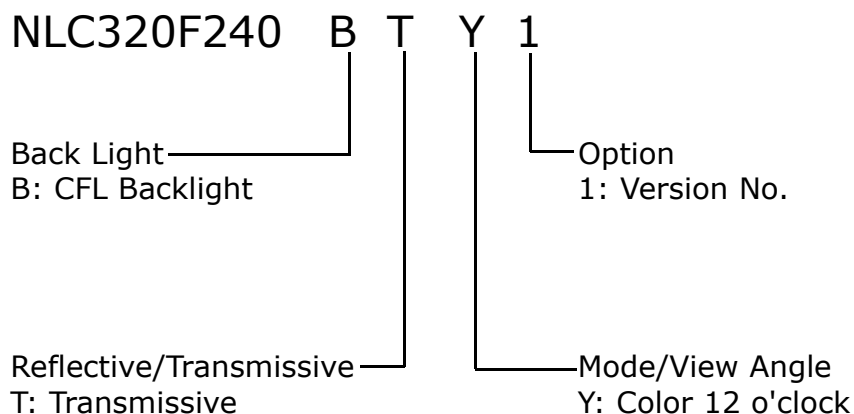 NLC320F240 B T Y 1
Back Light
B: CFL Backlight
Option
1: Version No.
Reflective/Transmissive
T: Transmissive
Mode/View Angle
Y: Color 12 o'clock